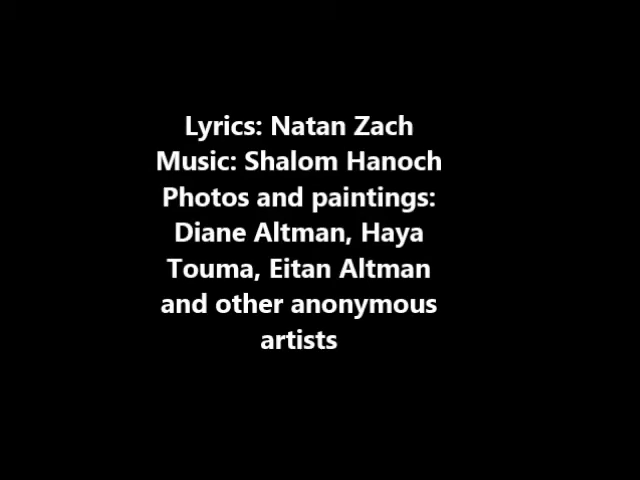 Lyrics: Natan Zach
Music: Shalom Hanoch
Photos and paintings:
Diane Altman, Haya
Touma, Eitan Altman
and other anonymous
artists